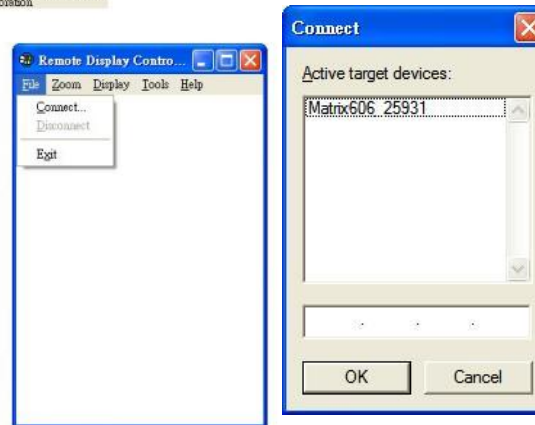 Remote Display Contro...
File Zoom Display Tools Help
Connect...
Disconnect
Exit
Connect
Active target devices:
Matrix606_25931
. . .
OK Cancel